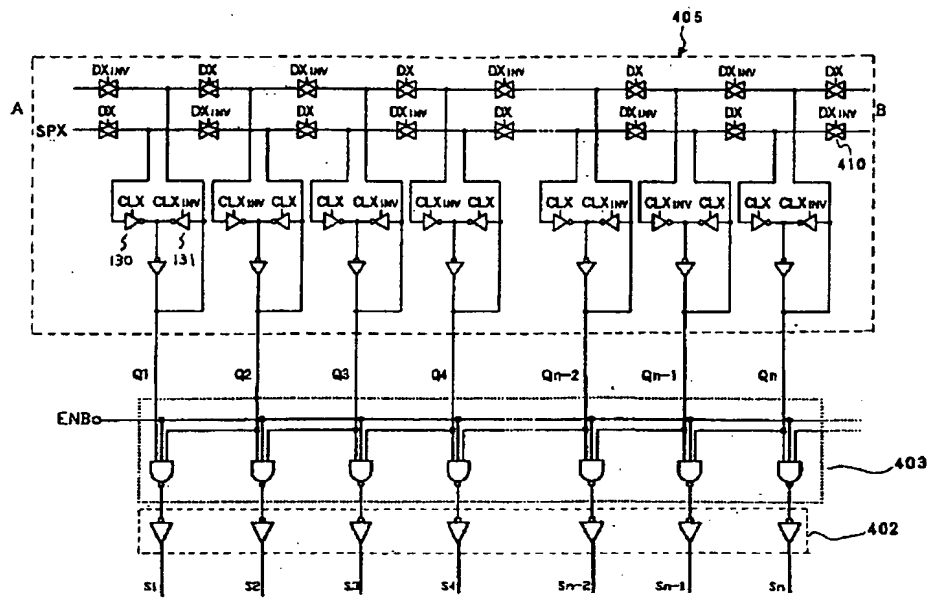 405
DXINV DX DXINV DX DXINV DX DXINV DX
A B
DX DXINV DX DXINV DX DXINV DX DXINV
SPX
410
CLX CLXINV CLXINV CLX CLX CLXINV CLXINV CLX CLX CLXINV CLXINV CLX CLX CLXINV
130 131
Q1 Q2 Q3 Q4 Qn-2 Qn-1 Qn
ENB
403
402
S1 S2 S3 S4 Sn-2 Sn-1 Sn